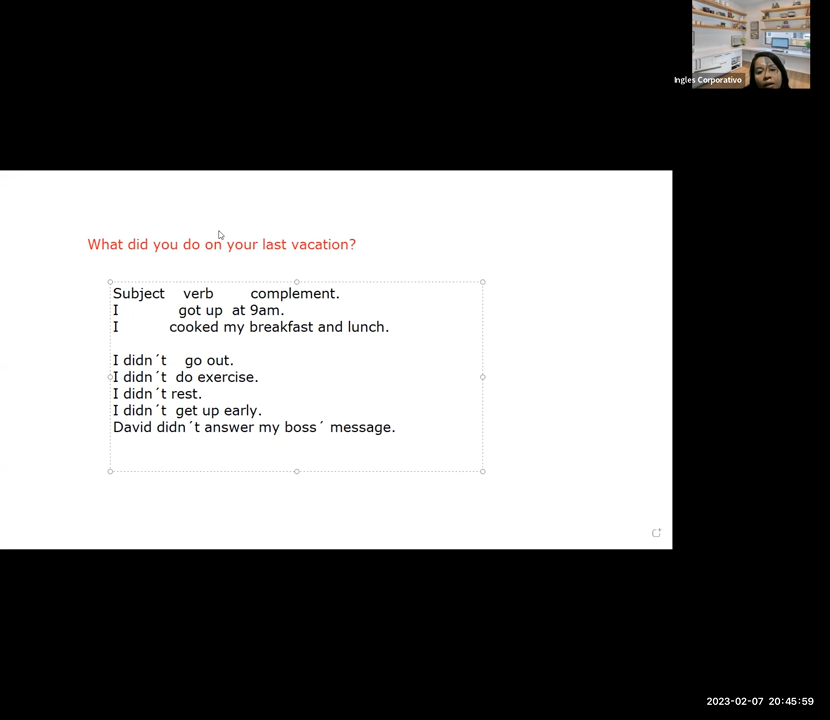 Ingles Corporativo
What did you do on your last vacation?
Subject verb complement.
I got up at 9am.
I cooked my breakfast and lunch.
I didn´t go out.
I didn´t do exercise.
I didn´t rest.
I didn´t get up early.
David didn´t answer my boss´ message.
2023-02-07 20:45:59